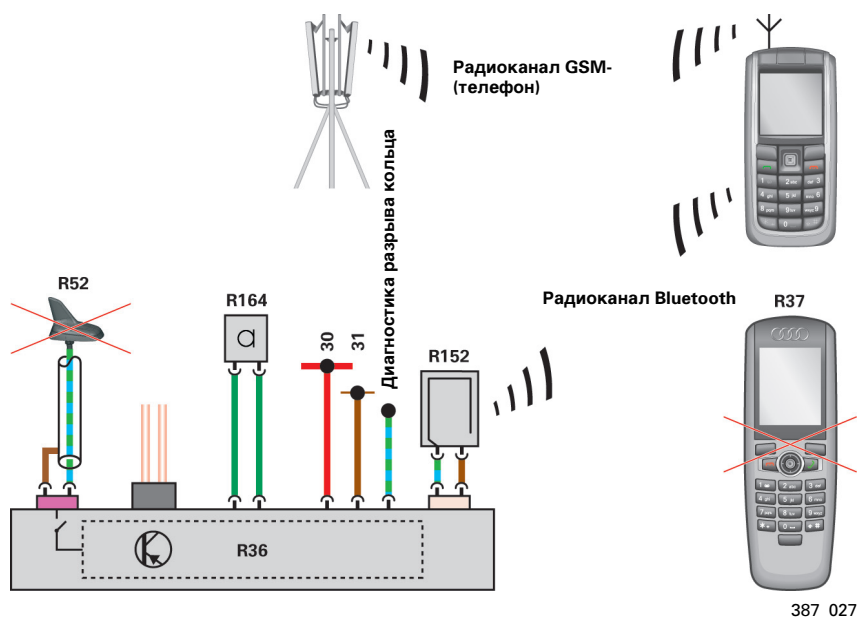 Радиоканал GSM-
(телефон)
Диагностика разрыва кольца
R52
R164
30
31
R152
Радиоканал Bluetooth
R37
a
R36
387 027